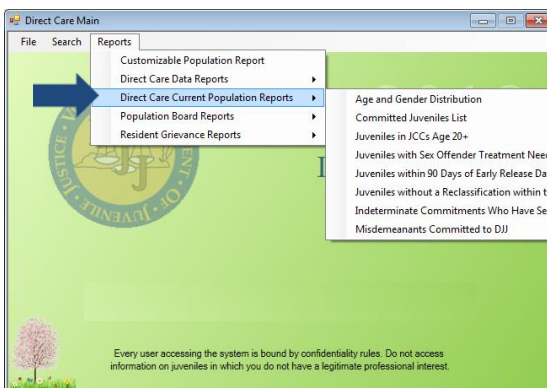 Direct Care Main
File Search Reports
Customizable Population Report
Direct Care Data Reports
Direct Care Current Population Reports
Population Board Reports
Resident Grievance Reports
Age and Gender Distribution
Committed Juveniles List
Juveniles in JCCs Age 20+
Juveniles with Sex Offender Treatment
Juveniles within 90 Days of Early Release
Juveniles without a Reclassification within
Indeterminate Commitments Who Have
Misdemeanants Committed to DJJ
JUSTICE
OF JUVENILE
Every user accessing the system is bound by confidentiality rules. Do not access
information on juveniles in which you do not have a legitimate professional interest.